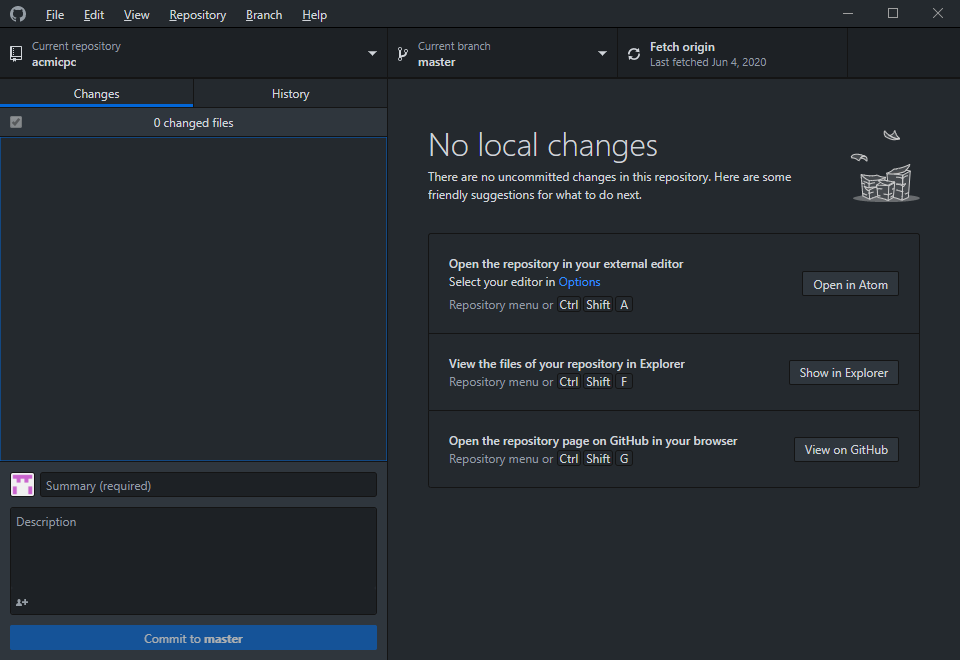 File Edit View Repository Branch Help
Current repository
acmicpc
Current branch
master
Fetch origin
Last fetched Jun 4, 2020
Changes History
0 changed files
No local changes
There are no uncommitted changes in this repository. Here are some
friendly suggestions for what to do next.
Open the repository in your external editor
Select your editor in Options
Repository menu or Ctrl Shift A
Open in Atom
View the files of your repository in Explorer
Repository menu or Ctrl Shift F
Show in Explorer
Open the repository page on GitHub in your browser
Repository menu or Ctrl Shift G
View on GitHub
Summary (required)
Description
Commit to master